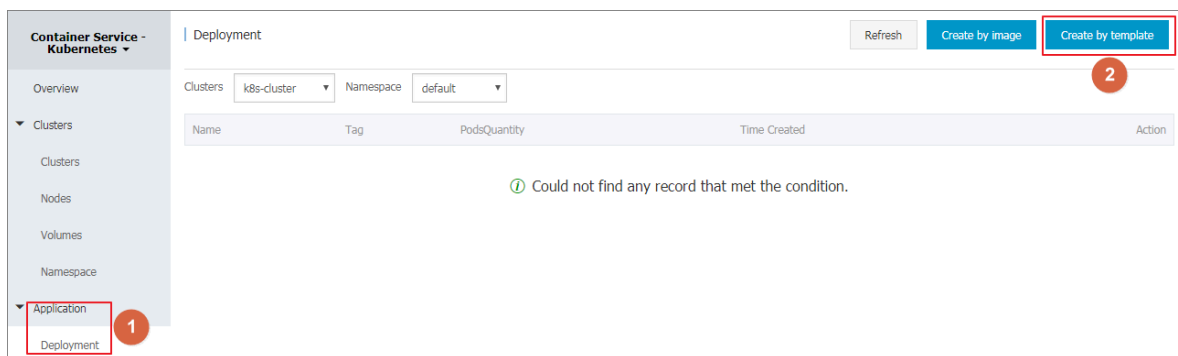 Container Service -
Kubernetes
Overview
Clusters
Clusters
Nodes
Volumes
Namespace
Application
Deployment
1
Deployment
Refresh
Create by image
Create by template
2
Clusters k8s-cluster Namespace default
Name Tag PodsQuantity Time Created Action
Could not find any record that met the condition.